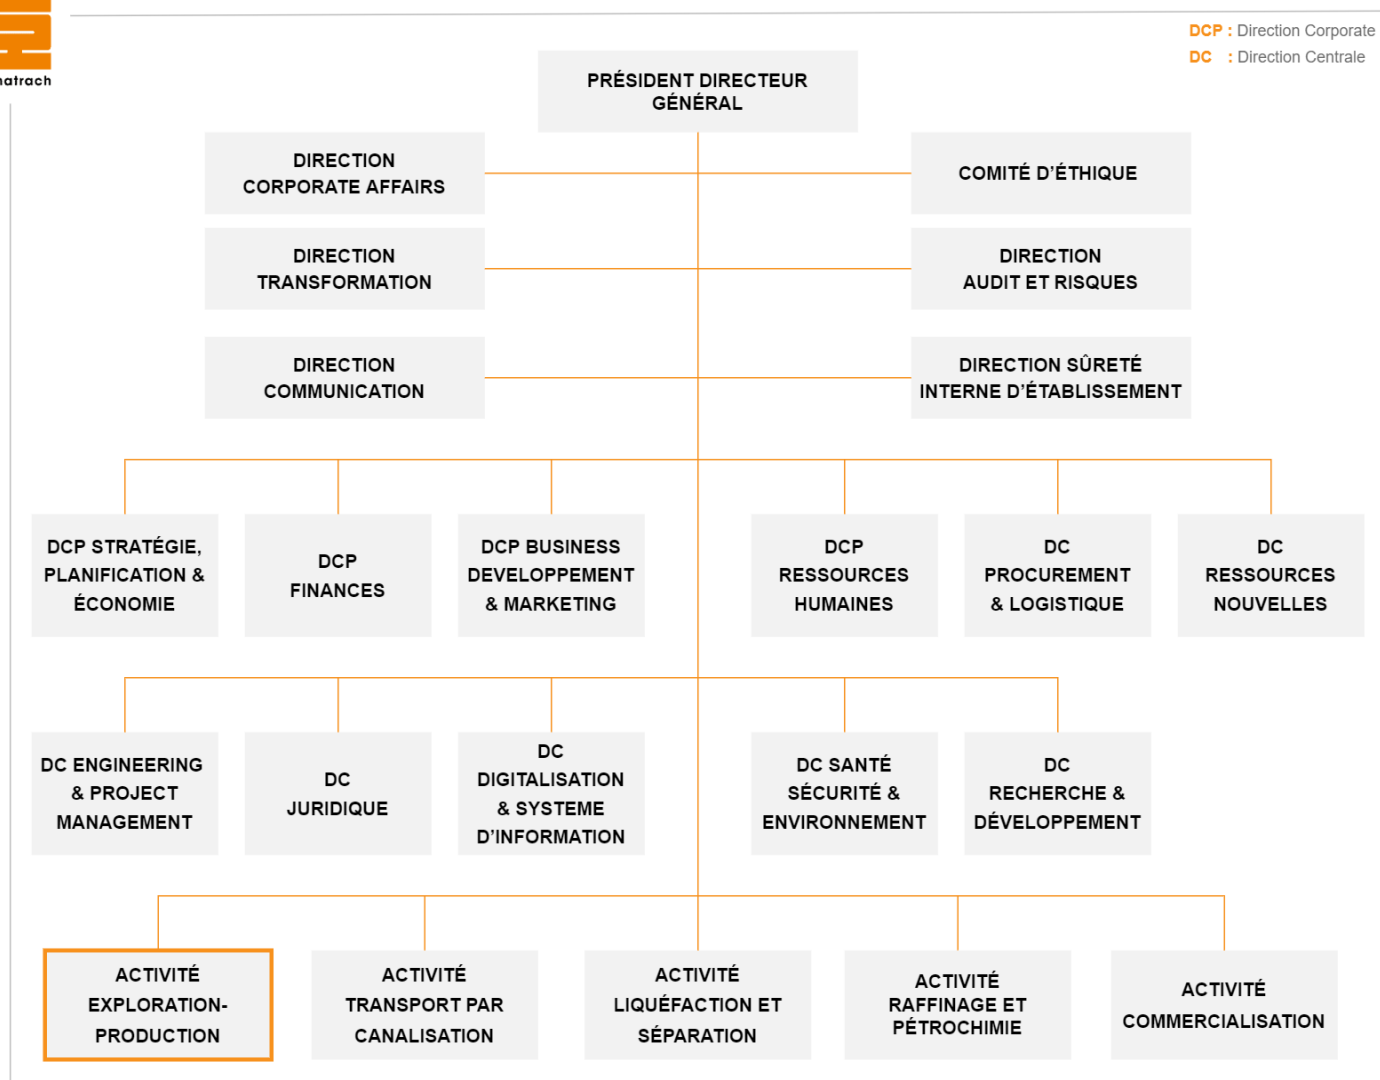 natrach
DCP : Direction Corporate
DC : Direction Centrale
PRÉSIDENT DIRECTEUR
GÉNÉRAL
DIRECTION
CORPORATE AFFAIRS
COMITÉ D’ÉTHIQUE
DIRECTION
TRANSFORMATION
DIRECTION
AUDIT ET RISQUES
DIRECTION
COMMUNICATION
DIRECTION SÛRETÉ
INTERNE D’ÉTABLISSEMENT
DCP STRATÉGIE,
PLANIFICATION &
ÉCONOMIE
DCP
FINANCES
DCP BUSINESS
DEVELOPPEMENT
& MARKETING
DCP
RESSOURCES
HUMAINES
DC
PROCUREMENT
& LOGISTIQUE
DC
RESSOURCES
NOUVELLES
DC ENGINEERING
& PROJECT
MANAGEMENT
DC
JURIDIQUE
DC
DIGITALISATION
& SYSTEME
D’INFORMATION
DC SANTÉ
SÉCURITÉ &
ENVIRONNEMENT
DC
RECHERCHE &
DÉVELOPPEMENT
ACTIVITÉ
EXPLORATION-
PRODUCTION
ACTIVITÉ
TRANSPORT PAR
CANALISATION
ACTIVITÉ
LIQUÉFACTION ET
SÉPARATION
ACTIVITÉ
RAFFINAGE ET
PÉTROCHIMIE
ACTIVITÉ
COMMERCIALISATION